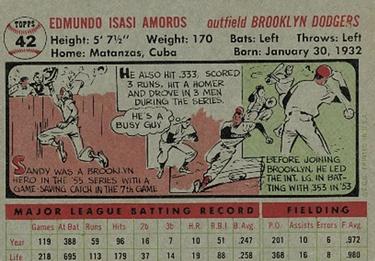 TOPPS
42
EDMUNDO ISASI AMOROS outfield BROOKLYN DODGERS
Height: 5' 7½" Weight: 170 Bats: Left Throws: Left
Home: Matanzas, Cuba Born: January 30, 1932
HE ALSO HIT .333, SCORED
3 RUNS, HIT A HOMER
AND DROVE IN 3 MEN
DURING THE SERIES.
HE'S A
BUSY GUY
SANDY WAS A BROOKLYN
HERO IN THE '55 SERIES WITH A
GAME-SAVING CATCH IN THE 7th GAME
BEFORE JOINING
BROOKLYN, HE LED
THE INT. LG. IN BAT-
TING WITH .353 IN '53
MAJOR LEAGUE BATTING RECORD FIELDING
Games At Bat Runs Hits 2b 3b H.R. R.B.I. B.Avg. P.O. Assists Errors F.Avg.
Year 119 388 59 96 16 7 10 51 .247 201 10 6 .972
Life 218 695 113 179 37 14 19 90 .258 368 16 8 .980